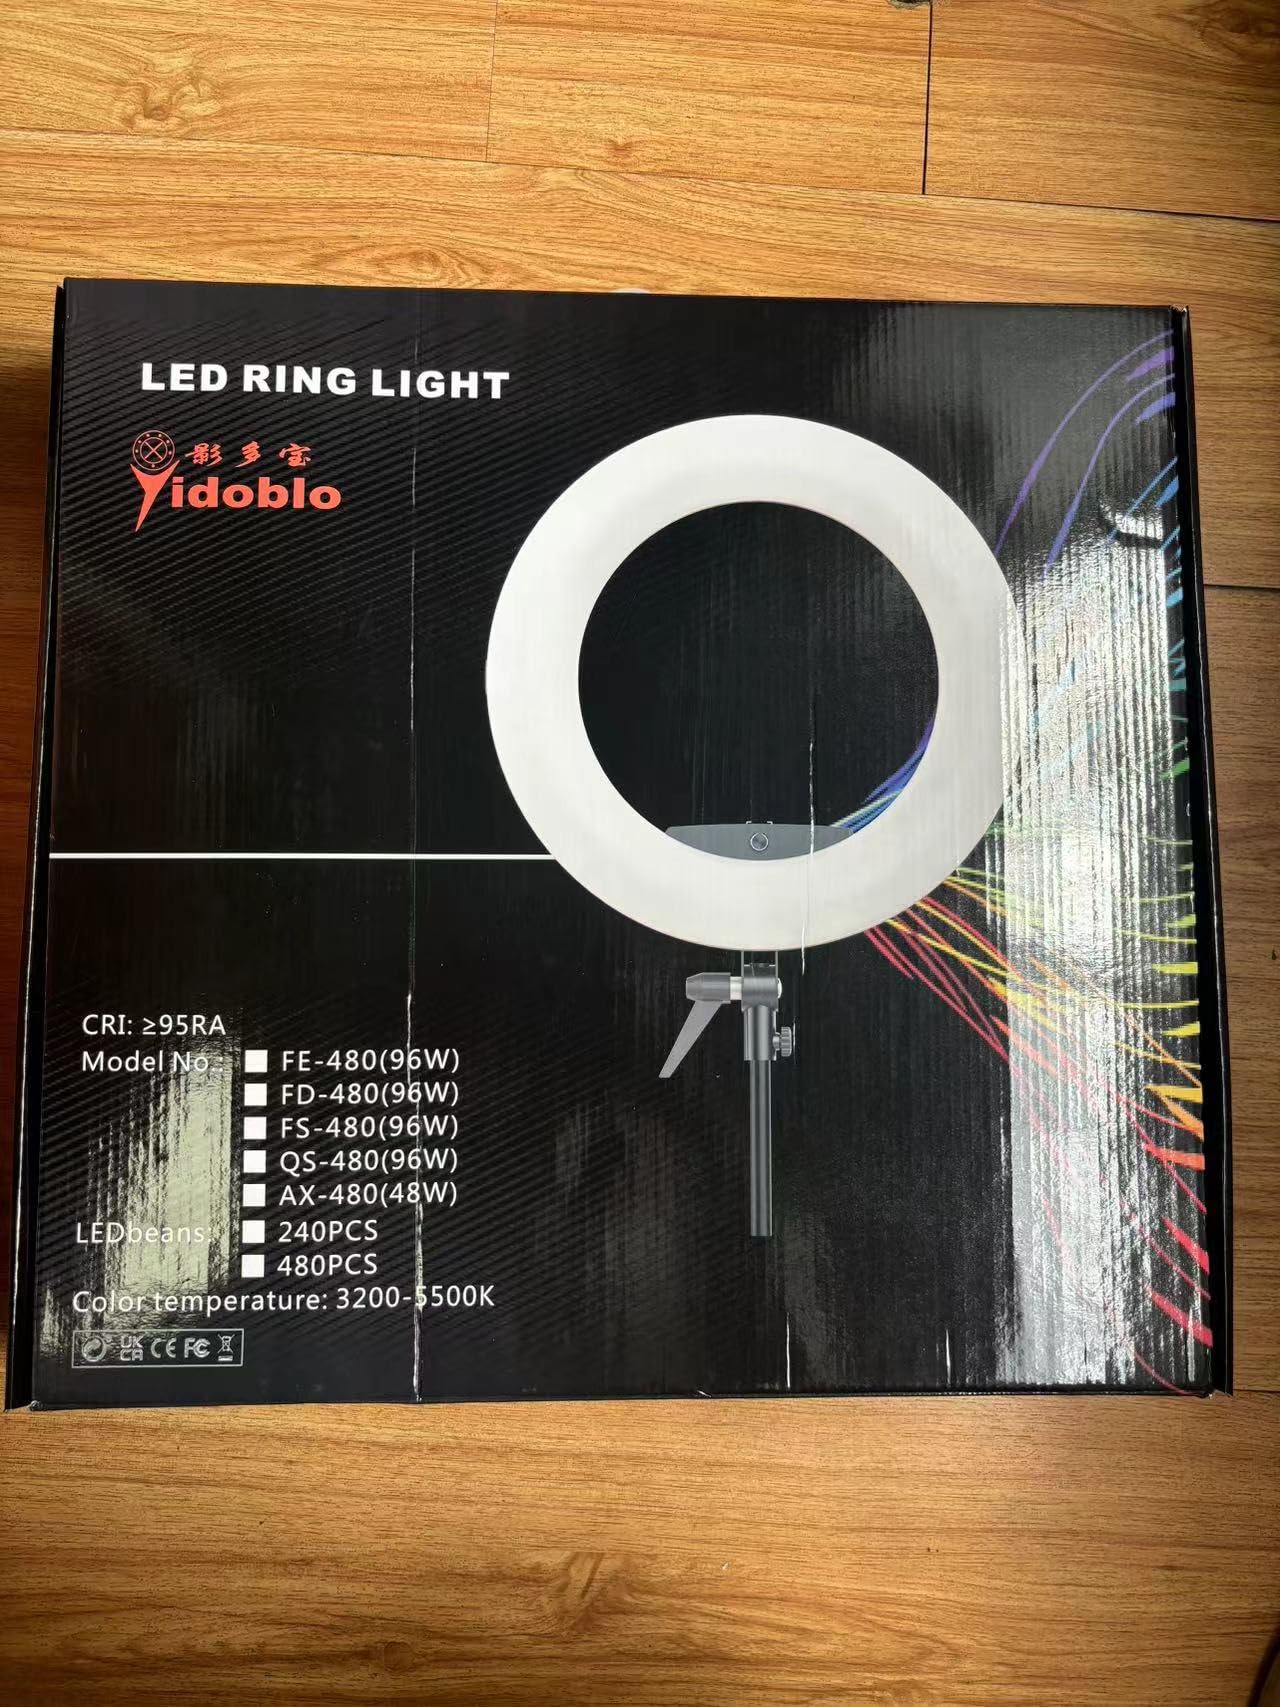 LED RING LIGHT
影多宝
Yidoblo
CRI: ≥95RA
Model No.: FE-480(96W)
FD-480(96W)
FS-480(96W)
QS-480(96W)
AX-480(48W)
LEDbeans: 240PCS
480PCS
Color temperature: 3200-5500K
UK CA CE FC